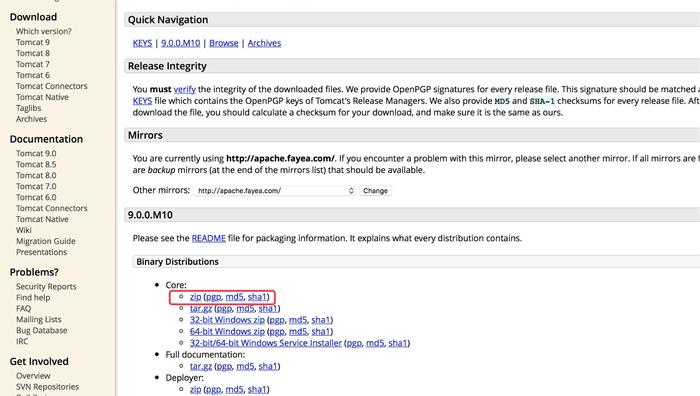 Download
Which version?
Tomcat 9
Tomcat 8
Tomcat 7
Tomcat 6
Tomcat Connectors
Tomcat Native
Taglibs
Archives
Documentation
Tomcat 9.0
Tomcat 8.5
Tomcat 8.0
Tomcat 7.0
Tomcat 6.0
Tomcat Connectors
Tomcat Native
Wiki
Migration Guide
Presentations
Problems?
Security Reports
Find help
FAQ
Mailing Lists
Bug Database
IRC
Get Involved
Overview
SVN Repositories
Quick Navigation
KEYS | 9.0.0.M10 | Browse | Archives
Release Integrity
You must verify the integrity of the downloaded files. We provide OpenPGP signatures for every release file. This signature should be matched
KEYS file which contains the OpenPGP keys of Tomcat's Release Managers. We also provide MD5 and SHA-1 checksums for every release file.
download the file, you should calculate a checksum for your download, and make sure it is the same as ours.
Mirrors
You are currently using http://apache.fayea.com/. If you encounter a problem with this mirror, please select another mirror. If all mirrors are
are backup mirrors (at the end of the mirrors list) that should be available.
Other mirrors: http://apache.fayea.com/ Change
9.0.0.M10
Please see the README file for packaging information. It explains what every distribution contains.
Binary Distributions
Core:
zip (pgp, md5, sha1)
tar.gz (pgp, md5, sha1)
32-bit Windows zip (pgp, md5, sha1)
64-bit Windows zip (pgp, md5, sha1)
32-bit/64-bit Windows Service Installer (pgp, md5, sha1)
Full documentation:
tar.gz (pgp, md5, sha1)
Deployer:
zip (pgp, md5, sha1)